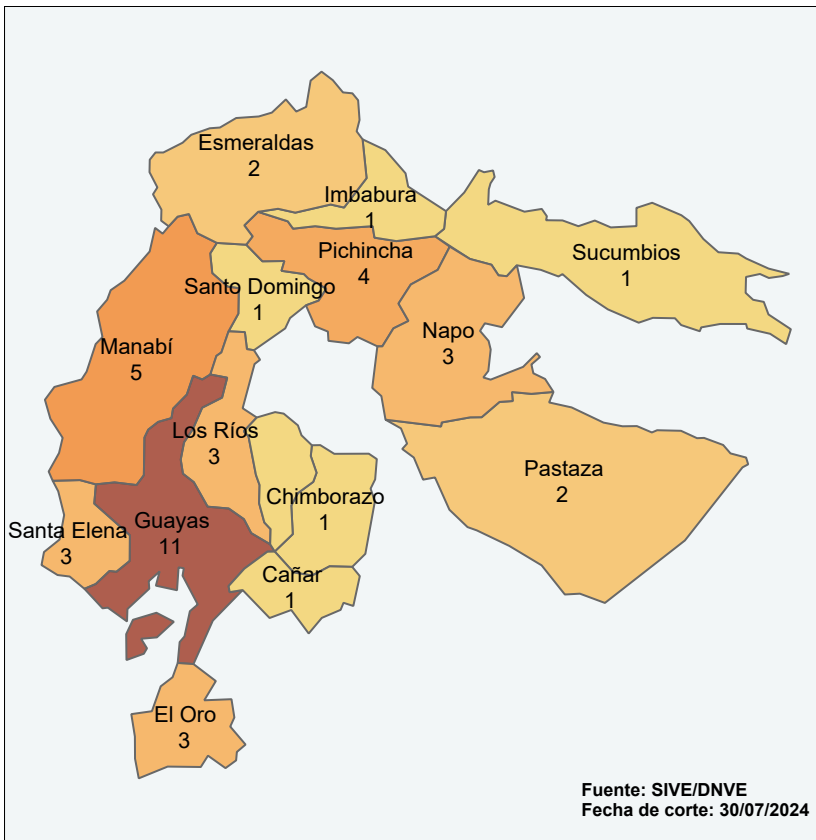 Esmeraldas
2
Imbabura
1
Sucumbios
1
Pichincha
4
Santo Domingo
1
Napo
3
Manabí
5
Los Ríos
3
Pastaza
2
Chimborazo
1
Santa Elena
3
Guayas
11
Cañar
1
El Oro
3
Fuente: SIVE/DNVE
Fecha de corte: 30/07/2024